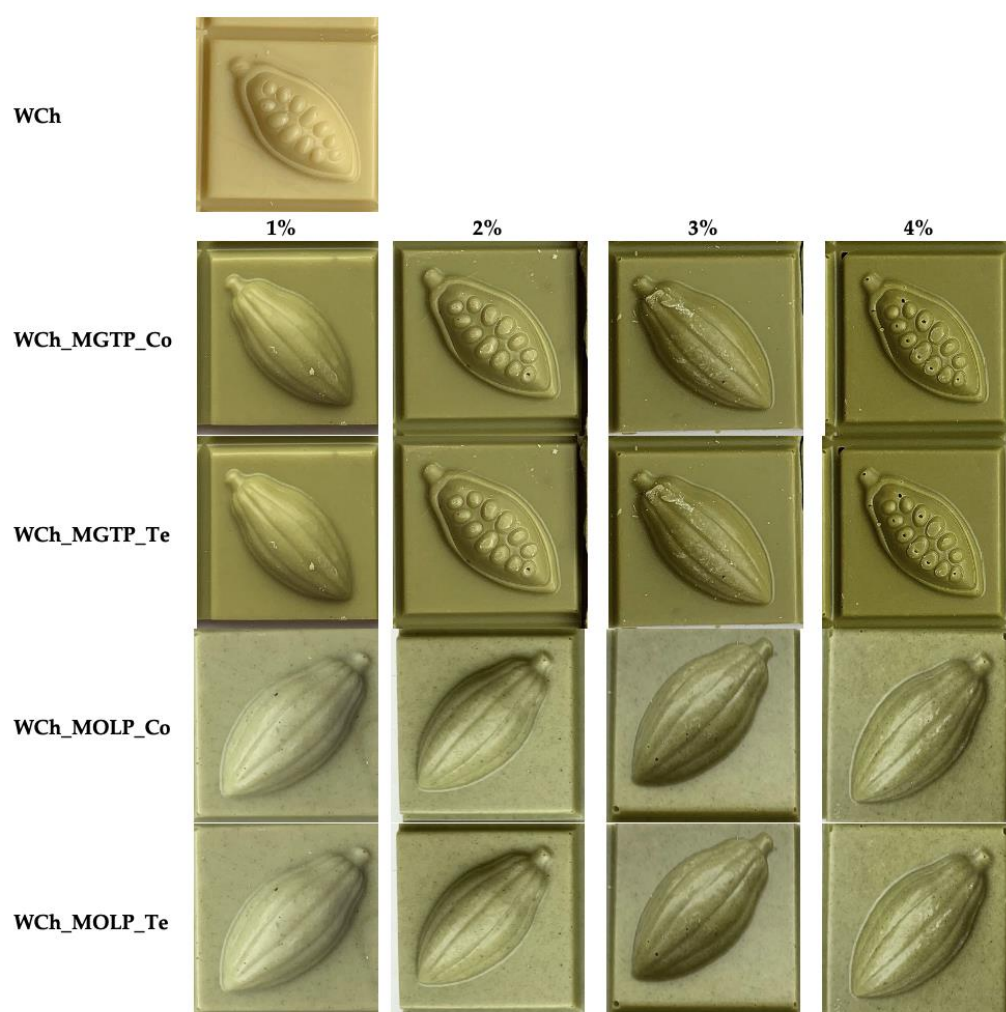 WCh
1% 2% 3% 4%
WCh_MGTP_Co
WCh_MGTP_Te
WCh_MOLP_Co
WCh_MOLP_Te